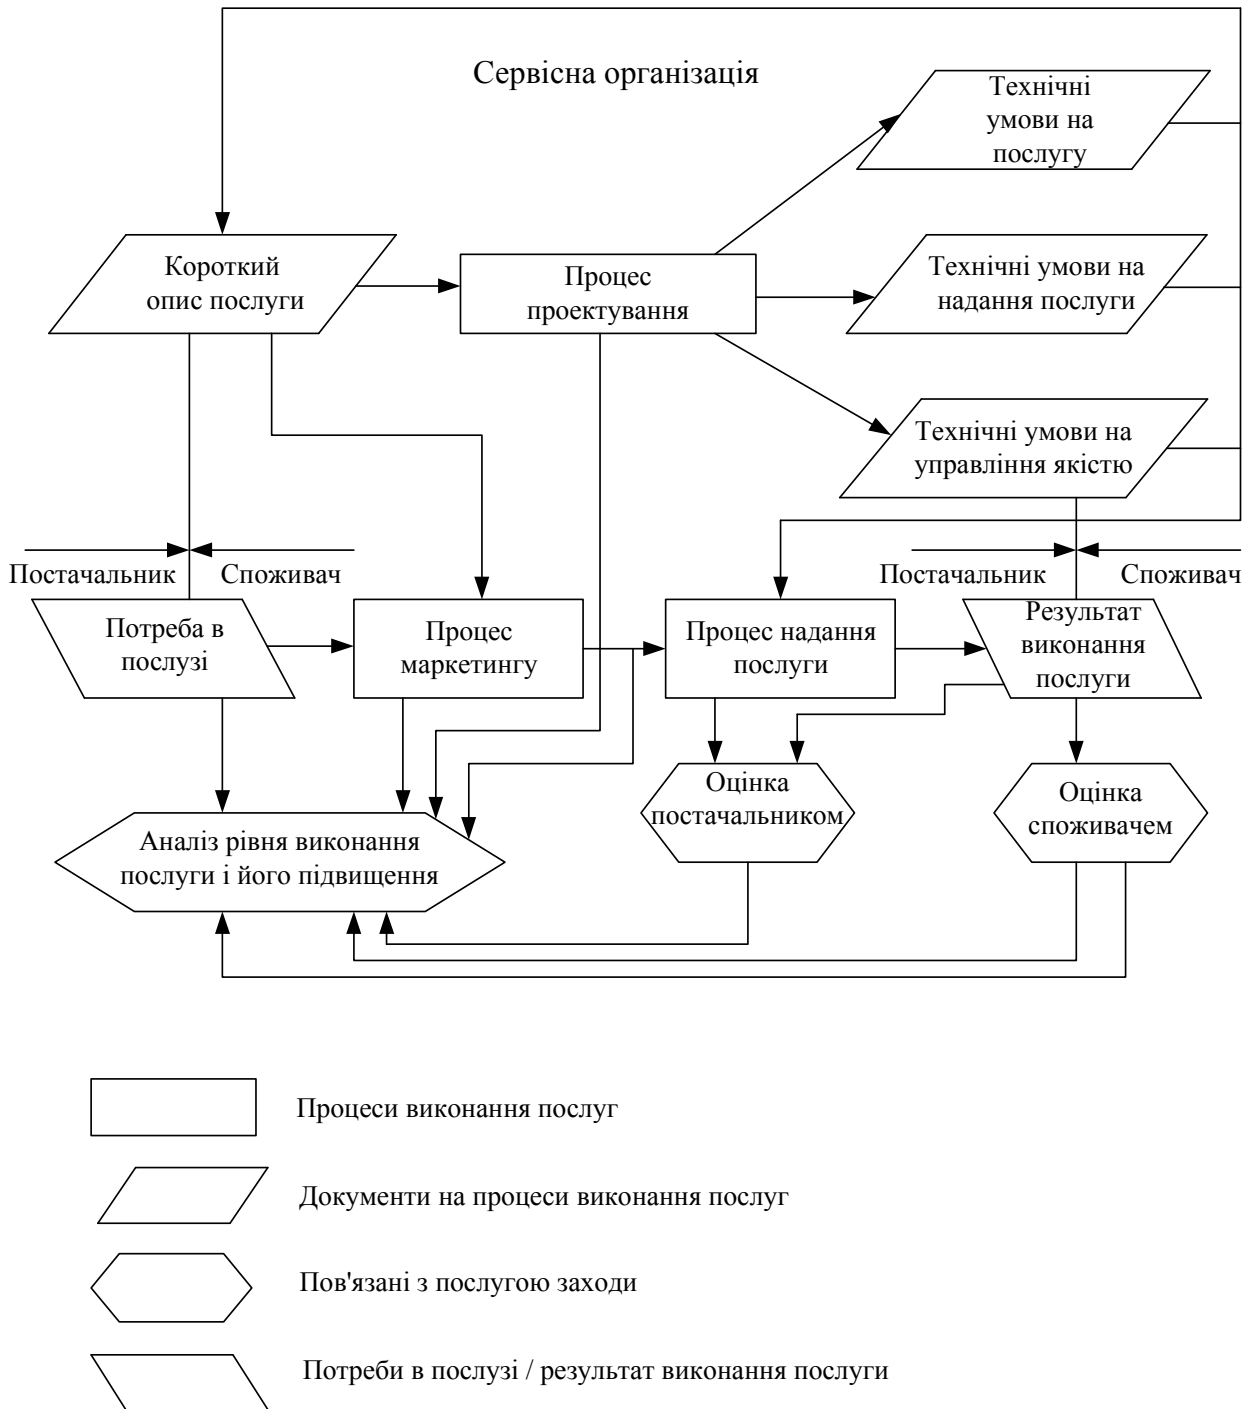 Сервісна організація
Технічні
умови на
послугу
Короткий
опис послуги
Процес
проектування
Технічні умови на
надання послуги
Технічні умови на
управління якістю
Постачальник
Споживач
Постачальник
Споживач
Потреба в
послузі
Процес
маркетингу
Процес надання
послуги
Результат
виконання
послуги
Оцінка
постачальником
Оцінка
споживачем
Аналіз рівня виконання
послуги і його підвищення
Процеси виконання послуг
Документи на процеси виконання послуг
Пов'язані з послугою заходи
Потреби в послузі / результат виконання послуги